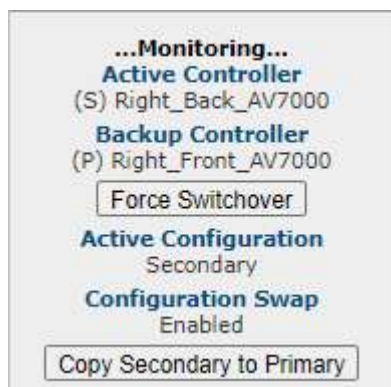 ...Monitoring...
Active Controller
(S) Right_Back_AV7000
Backup Controller
(P) Right_Front_AV7000
Force Switchover
Active Configuration
Secondary
Configuration Swap
Enabled
Copy Secondary to Primary